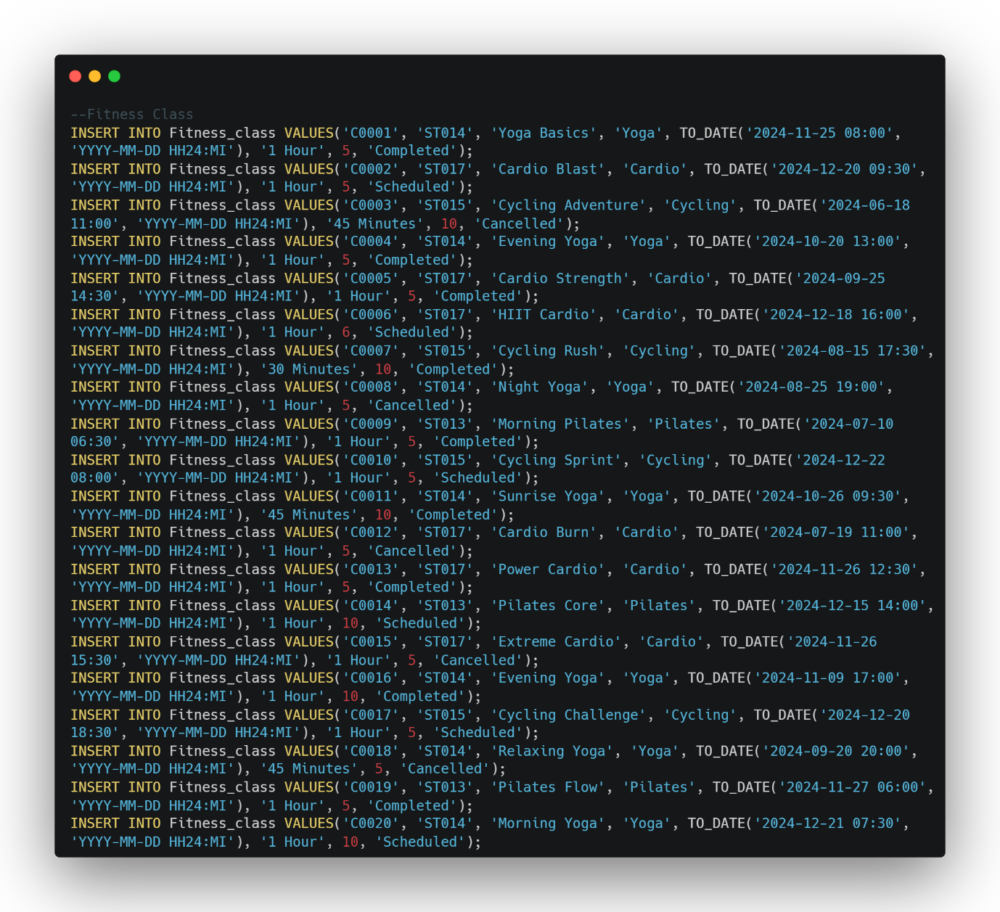 --Fitness Class
INSERT INTO Fitness_class VALUES('C0001', 'ST014', 'Yoga Basics', 'Yoga', TO_DATE('2024-11-25 08:00',
'YYYY-MM-DD HH24:MI'), '1 Hour', 5, 'Completed');
INSERT INTO Fitness_class VALUES('C0002', 'ST017', 'Cardio Blast', 'Cardio', TO_DATE('2024-12-20 09:30',
'YYYY-MM-DD HH24:MI'), '1 Hour', 5, 'Scheduled');
INSERT INTO Fitness_class VALUES('C0003', 'ST015', 'Cycling Adventure', 'Cycling', TO_DATE('2024-06-18
11:00', 'YYYY-MM-DD HH24:MI'), '45 Minutes', 10, 'Cancelled');
INSERT INTO Fitness_class VALUES('C0004', 'ST014', 'Evening Yoga', 'Yoga', TO_DATE('2024-10-20 13:00',
'YYYY-MM-DD HH24:MI'), '1 Hour', 5, 'Completed');
INSERT INTO Fitness_class VALUES('C0005', 'ST017', 'Cardio Strength', 'Cardio', TO_DATE('2024-09-25
14:30', 'YYYY-MM-DD HH24:MI'), '1 Hour', 5, 'Completed');
INSERT INTO Fitness_class VALUES('C0006', 'ST017', 'HIIT Cardio', 'Cardio', TO_DATE('2024-12-18 16:00',
'YYYY-MM-DD HH24:MI'), '1 Hour', 6, 'Scheduled');
INSERT INTO Fitness_class VALUES('C0007', 'ST015', 'Cycling Rush', 'Cycling', TO_DATE('2024-08-15 17:30',
'YYYY-MM-DD HH24:MI'), '30 Minutes', 10, 'Completed');
INSERT INTO Fitness_class VALUES('C0008', 'ST014', 'Night Yoga', 'Yoga', TO_DATE('2024-08-25 19:00',
'YYYY-MM-DD HH24:MI'), '1 Hour', 5, 'Cancelled');
INSERT INTO Fitness_class VALUES('C0009', 'ST013', 'Morning Pilates', 'Pilates', TO_DATE('2024-07-10
06:30', 'YYYY-MM-DD HH24:MI'), '1 Hour', 5, 'Completed');
INSERT INTO Fitness_class VALUES('C0010', 'ST015', 'Cycling Sprint', 'Cycling', TO_DATE('2024-12-22
08:00', 'YYYY-MM-DD HH24:MI'), '1 Hour', 5, 'Scheduled');
INSERT INTO Fitness_class VALUES('C0011', 'ST014', 'Sunrise Yoga', 'Yoga', TO_DATE('2024-10-26 09:30',
'YYYY-MM-DD HH24:MI'), '45 Minutes', 10, 'Completed');
INSERT INTO Fitness_class VALUES('C0012', 'ST017', 'Cardio Burn', 'Cardio', TO_DATE('2024-07-19 11:00',
'YYYY-MM-DD HH24:MI'), '1 Hour', 5, 'Cancelled');
INSERT INTO Fitness_class VALUES('C0013', 'ST017', 'Power Cardio', 'Cardio', TO_DATE('2024-11-26 12:30',
'YYYY-MM-DD HH24:MI'), '1 Hour', 5, 'Completed');
INSERT INTO Fitness_class VALUES('C0014', 'ST013', 'Pilates Core', 'Pilates', TO_DATE('2024-12-15 14:00',
'YYYY-MM-DD HH24:MI'), '1 Hour', 10, 'Scheduled');
INSERT INTO Fitness_class VALUES('C0015', 'ST017', 'Extreme Cardio', 'Cardio', TO_DATE('2024-11-26
15:30', 'YYYY-MM-DD HH24:MI'), '1 Hour', 5, 'Cancelled');
INSERT INTO Fitness_class VALUES('C0016', 'ST014', 'Evening Yoga', 'Yoga', TO_DATE('2024-11-09 17:00',
'YYYY-MM-DD HH24:MI'), '1 Hour', 10, 'Completed');
INSERT INTO Fitness_class VALUES('C0017', 'ST015', 'Cycling Challenge', 'Cycling', TO_DATE('2024-12-20
18:30', 'YYYY-MM-DD HH24:MI'), '1 Hour', 5, 'Scheduled');
INSERT INTO Fitness_class VALUES('C0018', 'ST014', 'Relaxing Yoga', 'Yoga', TO_DATE('2024-09-20 20:00',
'YYYY-MM-DD HH24:MI'), '45 Minutes', 5, 'Cancelled');
INSERT INTO Fitness_class VALUES('C0019', 'ST013', 'Pilates Flow', 'Pilates', TO_DATE('2024-11-27 06:00',
'YYYY-MM-DD HH24:MI'), '1 Hour', 5, 'Completed');
INSERT INTO Fitness_class VALUES('C0020', 'ST014', 'Morning Yoga', 'Yoga', TO_DATE('2024-12-21 07:30',
'YYYY-MM-DD HH24:MI'), '1 Hour', 10, 'Scheduled');